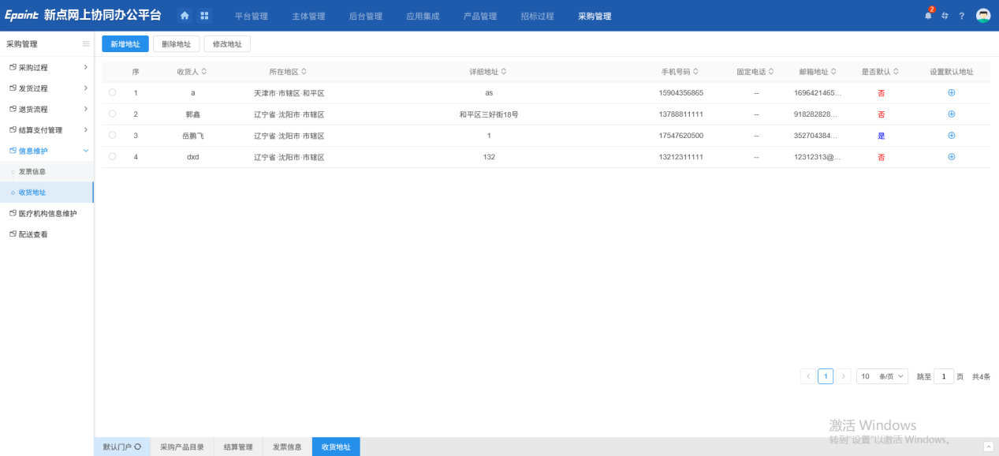 Epoint 新点网上协同办公平台 平台管理 主体管理 后台管理 应用集成 产品管理 招标过程 采购管理 2 ?
采购管理
新增地址 删除地址 修改地址
采购过程
发货过程
退货流程
结算支付管理
信息维护
发票信息
收货地址
医疗机构信息维护
配送查看
序 收货人 所在地区 详细地址 手机号码 固定电话 邮箱地址 是否默认 设置默认地址
1 a 天津市·市辖区·和平区 as 15904356865 -- 1696421465... 否
2 郭鑫 辽宁省·沈阳市·市辖区 和平区三好街18号 13788811111 -- 918282828... 否
3 岳鹏飞 辽宁省·沈阳市·市辖区 1 17547620500 -- 352704384... 是
4 dxd 辽宁省·沈阳市·市辖区 132 13212311111 -- 12312313@... 否
1 10 条/页 跳至 1 页 共4条
激活 Windows
转到"设置"以激活 Windows。
默认门户 采购产品目录 结算管理 发票信息 收货地址